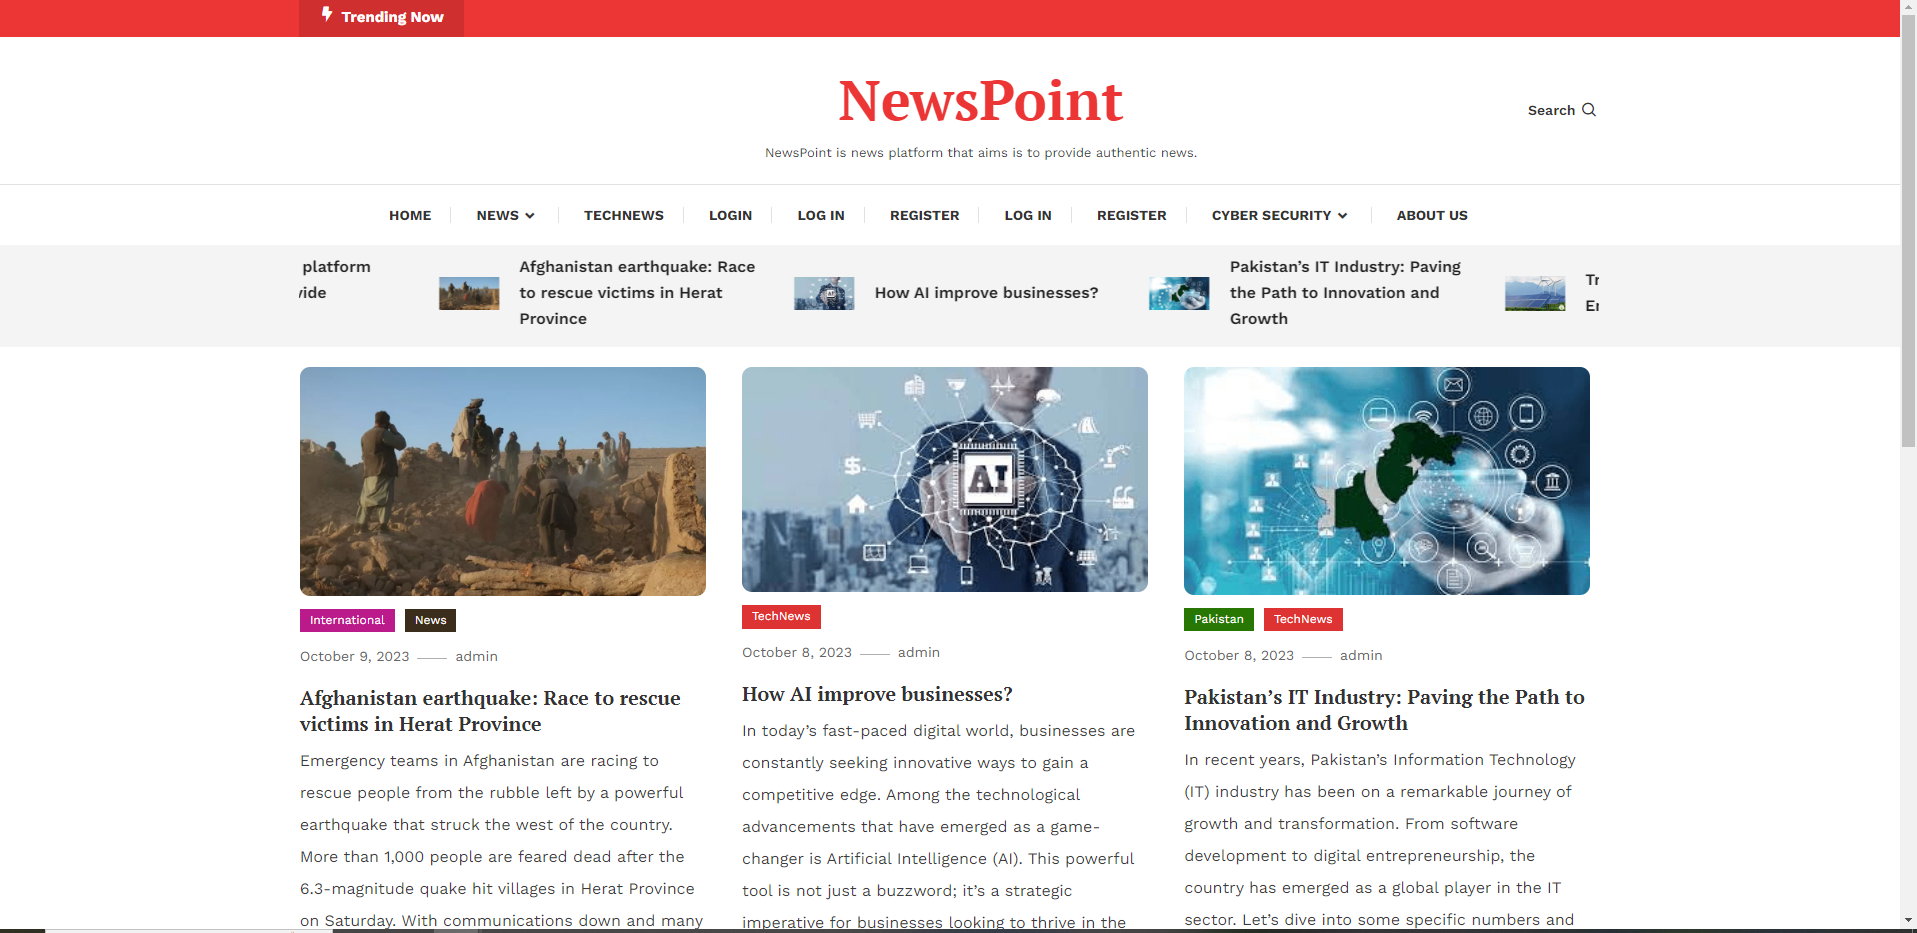 Trending Now
NewsPoint
Search
NewsPoint is news platform that aims is to provide authentic news.
HOME
NEWS
TECHNEWS
LOGIN
LOG IN
REGISTER
LOG IN
REGISTER
CYBER SECURITY
ABOUT US
platform
vide
Afghanistan earthquake: Race
to rescue victims in Herat
Province
How AI improve businesses?
Pakistan’s IT Industry: Paving
the Path to Innovation and
Growth
International
News
October 9, 2023
admin
Afghanistan earthquake: Race to rescue
victims in Herat Province
Emergency teams in Afghanistan are racing to
rescue people from the rubble left by a powerful
earthquake that struck the west of the country.
More than 1,000 people are feared dead after the
6.3-magnitude quake hit villages in Herat Province
on Saturday. With communications down and many
AI
TechNews
October 8, 2023
admin
How AI improve businesses?
In today’s fast-paced digital world, businesses are
constantly seeking innovative ways to gain a
competitive edge. Among the technological
advancements that have emerged as a game-
changer is Artificial Intelligence (AI). This powerful
tool is not just a buzzword; it’s a strategic
imperative for businesses looking to thrive in the
Pakistan
TechNews
October 8, 2023
admin
Pakistan’s IT Industry: Paving the Path to
Innovation and Growth
In recent years, Pakistan’s Information Technology
(IT) industry has been on a remarkable journey of
growth and transformation. From software
development to digital entrepreneurship, the
country has emerged as a global player in the IT
sector. Let’s dive into some specific numbers and